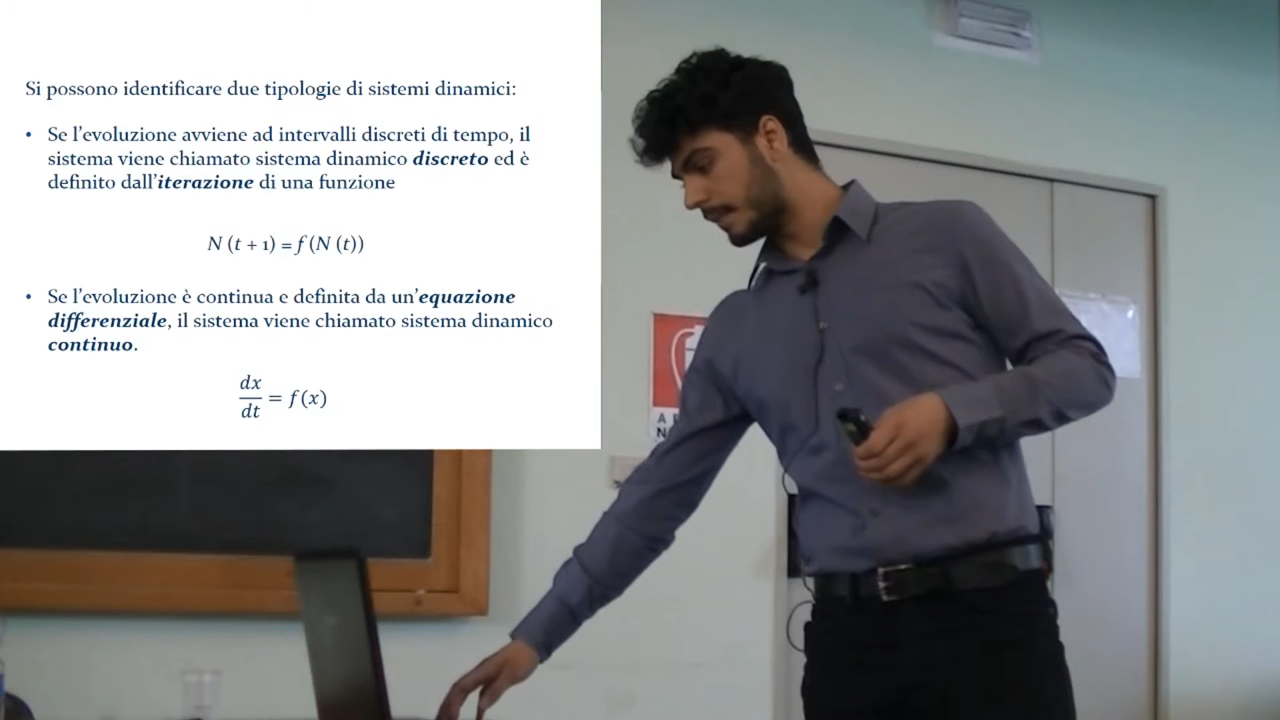 Si possono identificare due tipologie di sistemi dinamici:
• Se l'evoluzione avviene ad intervalli discreti di tempo, il
sistema viene chiamato sistema dinamico discreto ed è
definito dall'iterazione di una funzione
N (t + 1) = f (N (t))
• Se l'evoluzione è continua e definita da un'equazione
differenziale, il sistema viene chiamato sistema dinamico
continuo.
dx
dt = f(x)